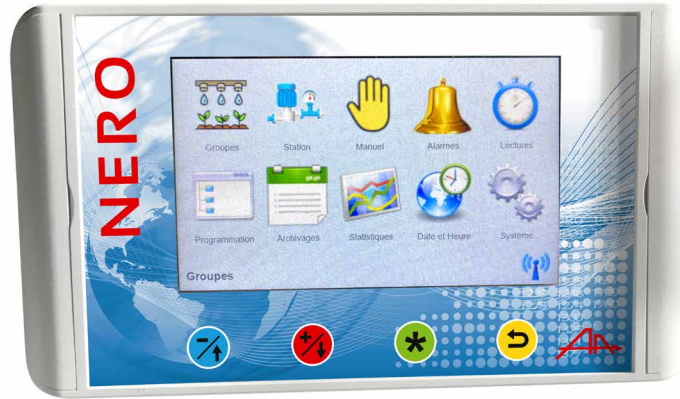 NERO
Groupes
Station
Manuel
Alarmes
Lectures
Programmation
Archivages
Statistiques
Date et Heure
Système
Groupes